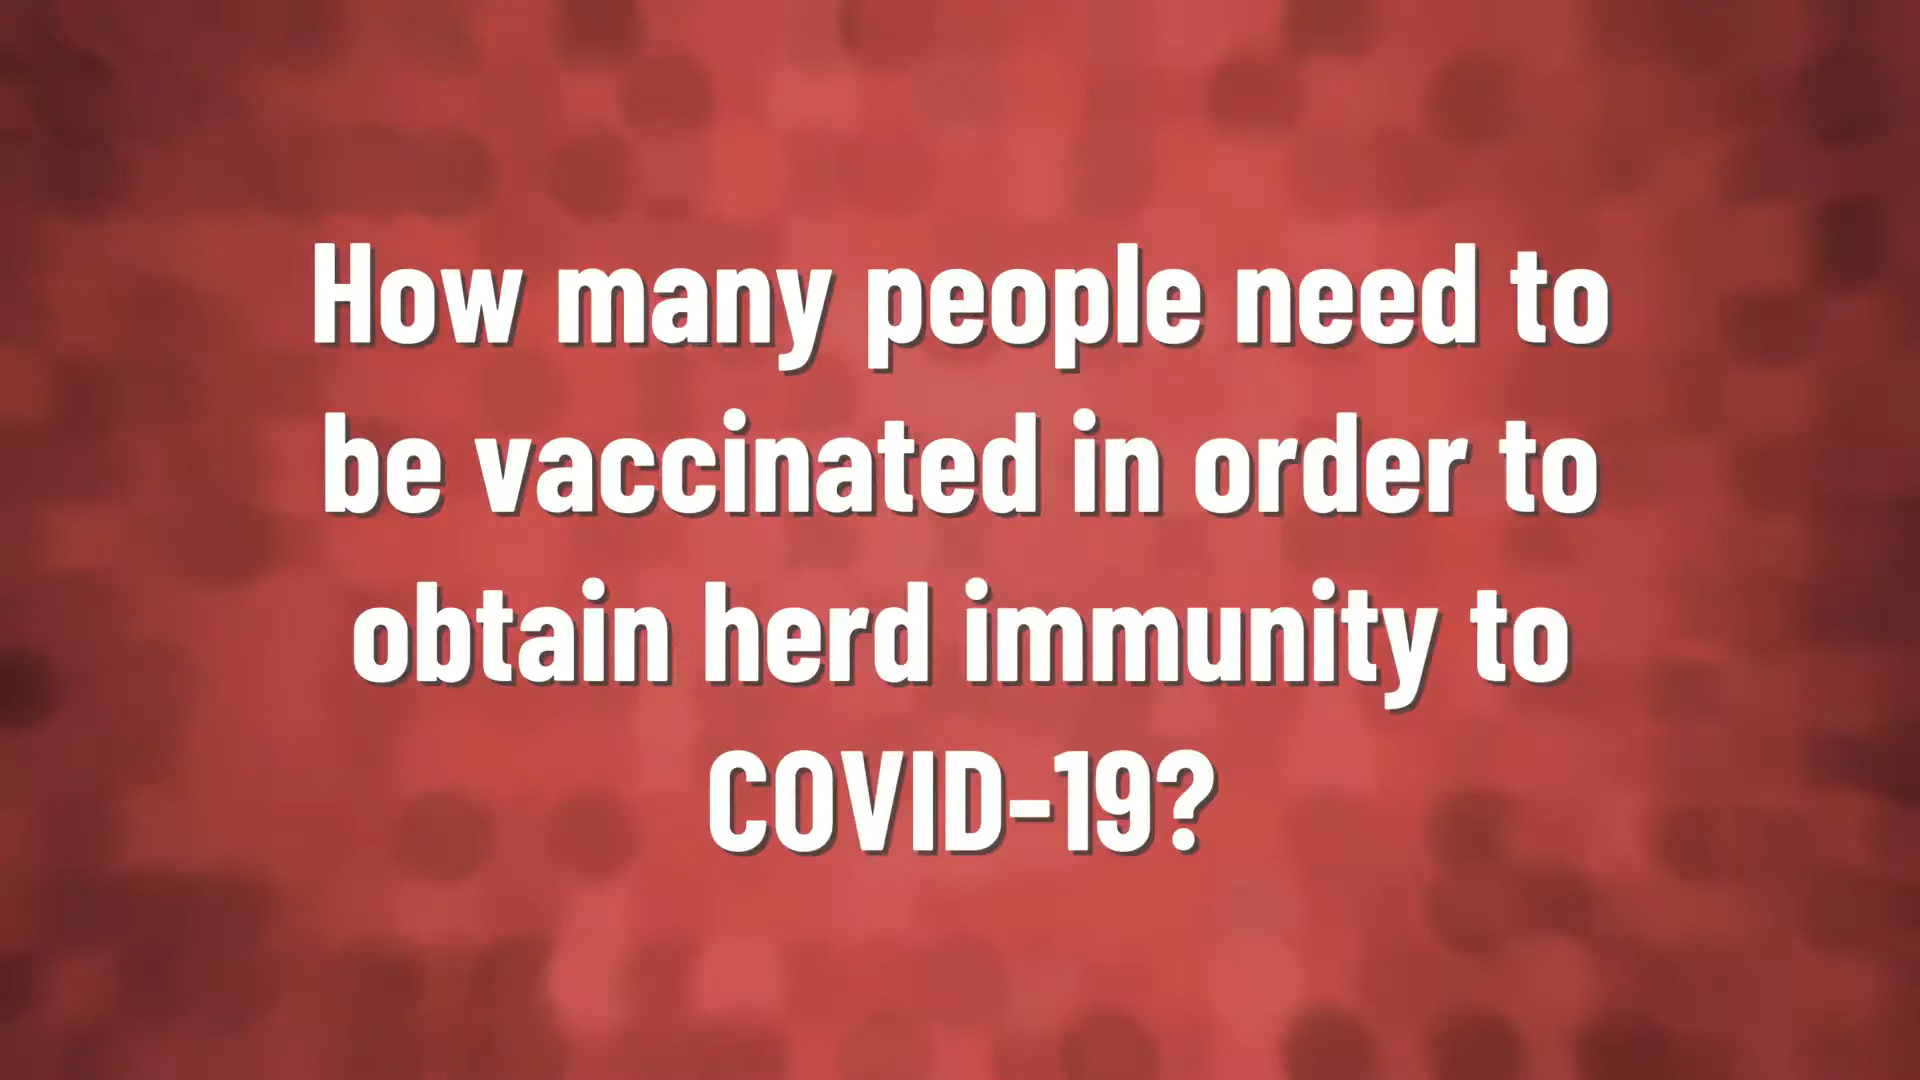 How many people need to
be vaccinated in order to
obtain herd immunity to
COVID-19?